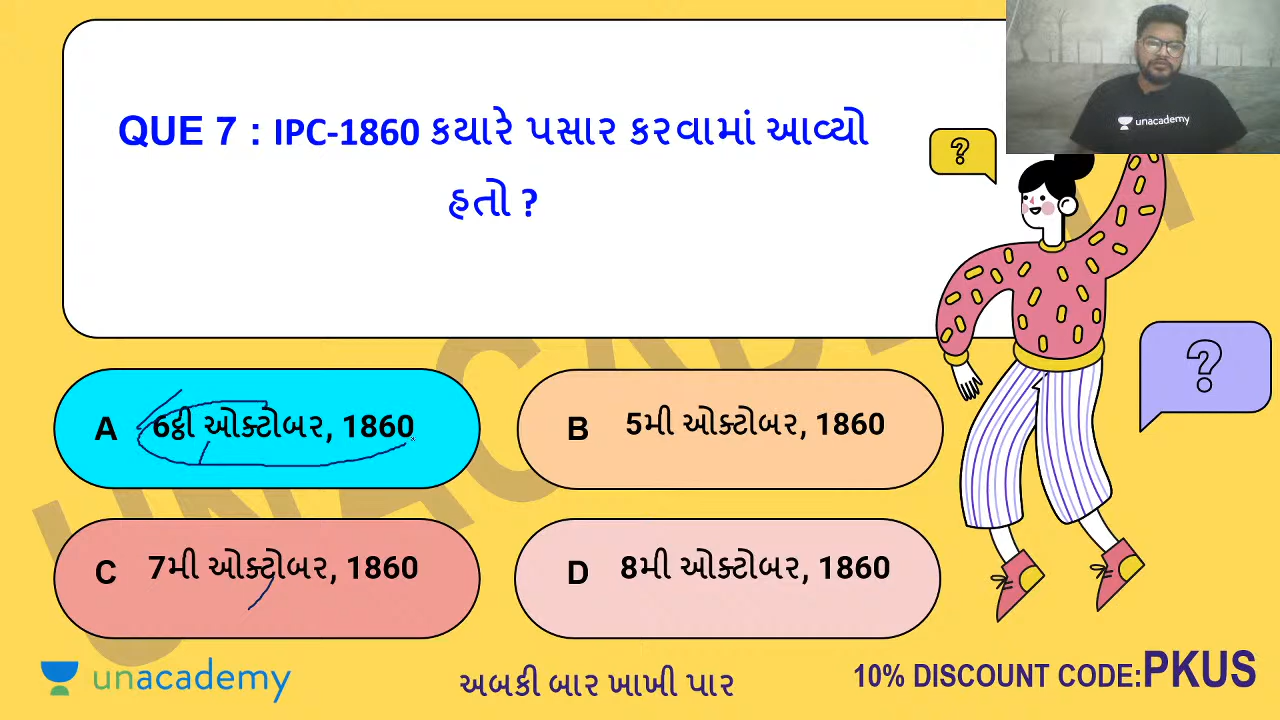 QUE 7 : IPC-1860 કયારે પસાર કરવામાં આવ્યો
હતો ?
unacademy
?
?
A 6ઠ્ઠી ઓક્ટોબર, 1860
B 5મી ઓક્ટોબર, 1860
C 7મી ઓક્ટોબર, 1860
D 8મી ઓક્ટોબર, 1860
UNACADEMY
unacademy
અબકી બાર ખાખી પાર
10% DISCOUNT CODE:PKUS